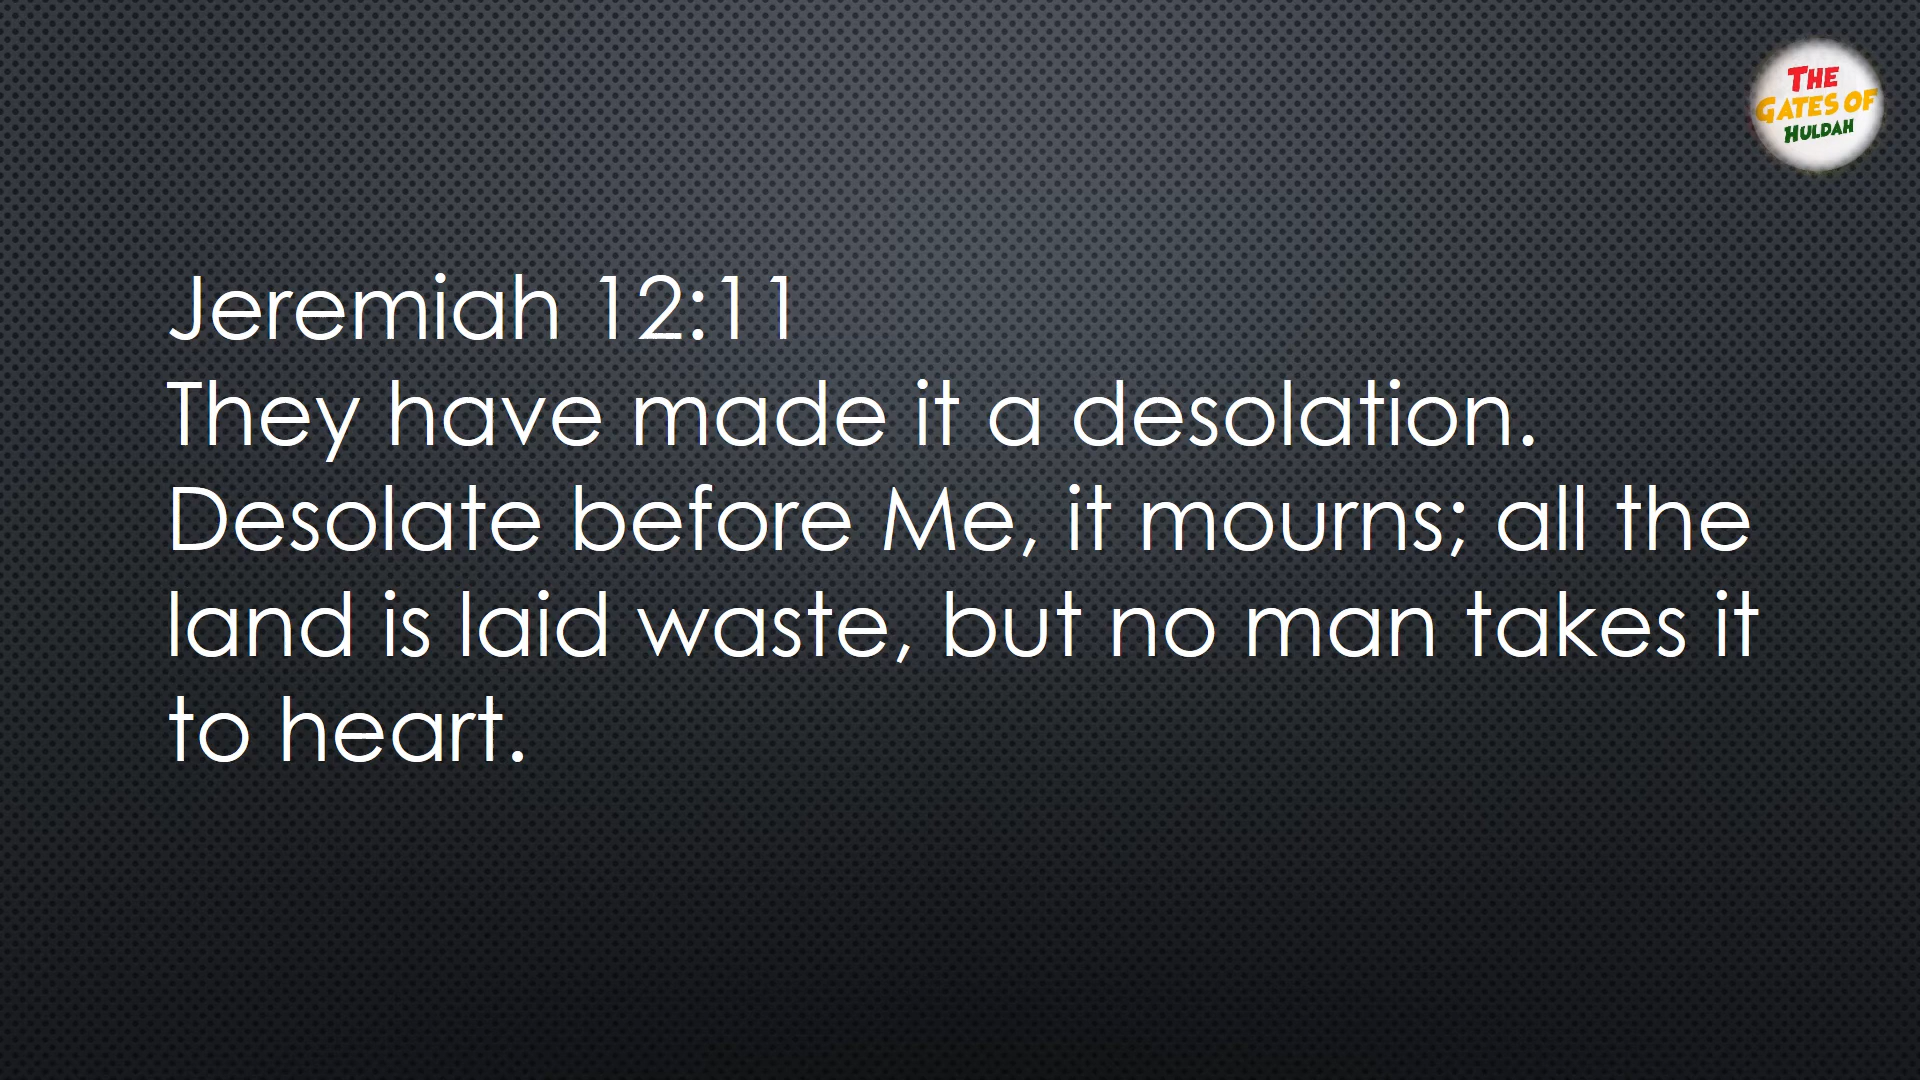 THE
GATES OF
HULDAH
Jeremiah 12:11
They have made it a desolation.
Desolate before Me, it mourns; all the
land is laid waste, but no man takes it
to heart.